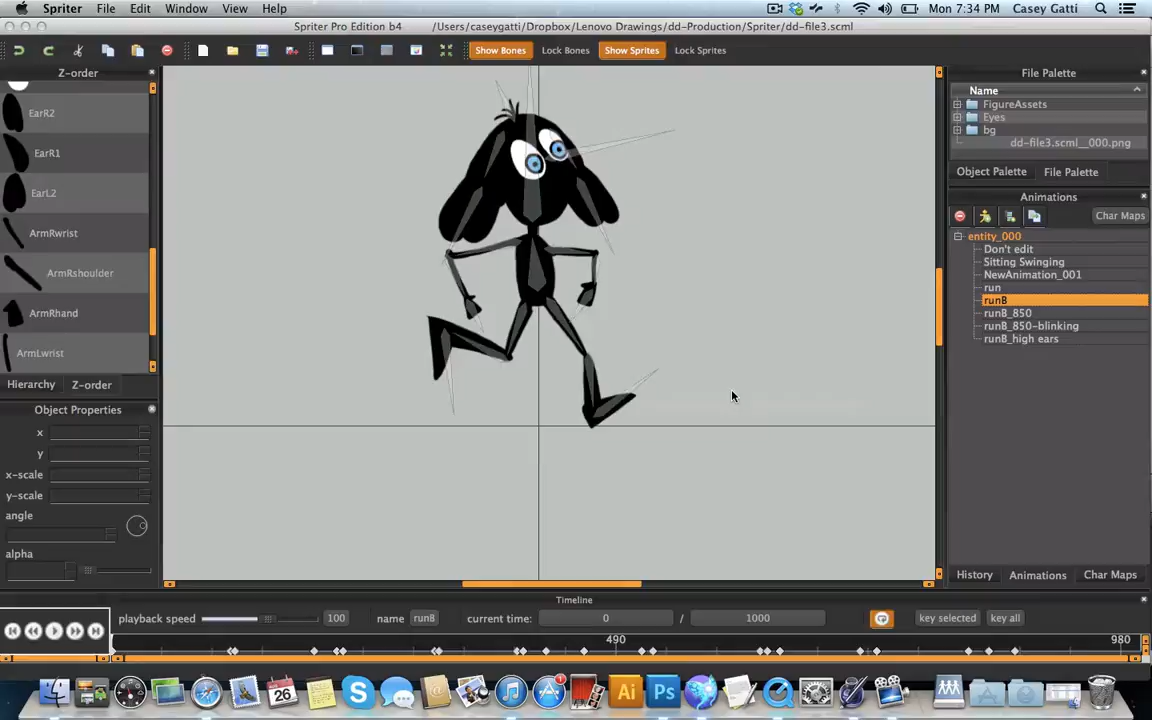 Spriter File Edit Window View Help Mon 7:34 PM Casey Gatti
Spriter Pro Edition b4 /Users/caseygatti/Dropbox/Lenovo Drawings/dd-Production/Spriter/dd-file3.scml
Show Bones Lock Bones Show Sprites Lock Sprites
Z-order
EarR2
EarR1
EarL2
ArmRwrist
ArmRshoulder
ArmRhand
ArmLwrist
Hierarchy Z-order
Object Properties
x
y
x-scale
y-scale
angle
alpha
File Palette
Name
FigureAssets
Eyes
bg
dd-file3.scml__000.png
Object Palette File Palette
Animations
Char Maps
entity_000
Don't edit
Sitting Swinging
NewAnimation_001
run
runB
runB_850
runB_850-blinking
runB_high ears
History Animations Char Maps
Timeline
playback speed 100 name runB current time: 0 / 1000 key selected key all
490 980
26
1